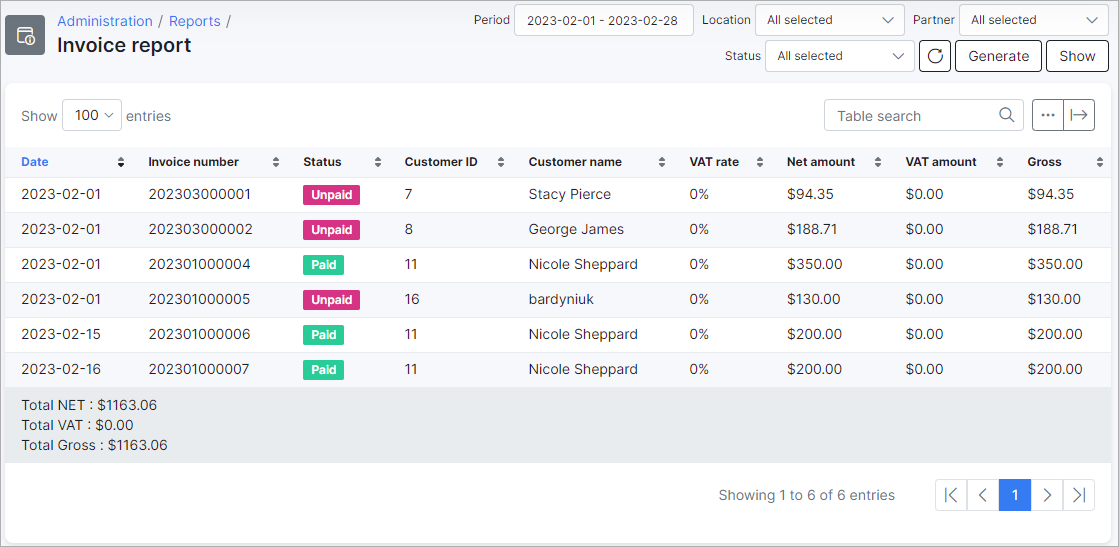 Administration / Reports /
Invoice report
Period 2023-02-01 - 2023-02-28 Location All selected Partner All selected
Status All selected Generate Show
Show 100 entries Table search
Date Invoice number Status Customer ID Customer name VAT rate Net amount VAT amount Gross
2023-02-01 202303000001 Unpaid 7 Stacy Pierce 0% $94.35 $0.00 $94.35
2023-02-01 202303000002 Unpaid 8 George James 0% $188.71 $0.00 $188.71
2023-02-01 202301000004 Paid 11 Nicole Sheppard 0% $350.00 $0.00 $350.00
2023-02-01 202301000005 Unpaid 16 bardyniuk 0% $130.00 $0.00 $130.00
2023-02-15 202301000006 Paid 11 Nicole Sheppard 0% $200.00 $0.00 $200.00
2023-02-16 202301000007 Paid 11 Nicole Sheppard 0% $200.00 $0.00 $200.00
Total NET : $1163.06
Total VAT : $0.00
Total Gross : $1163.06
Showing 1 to 6 of 6 entries 1